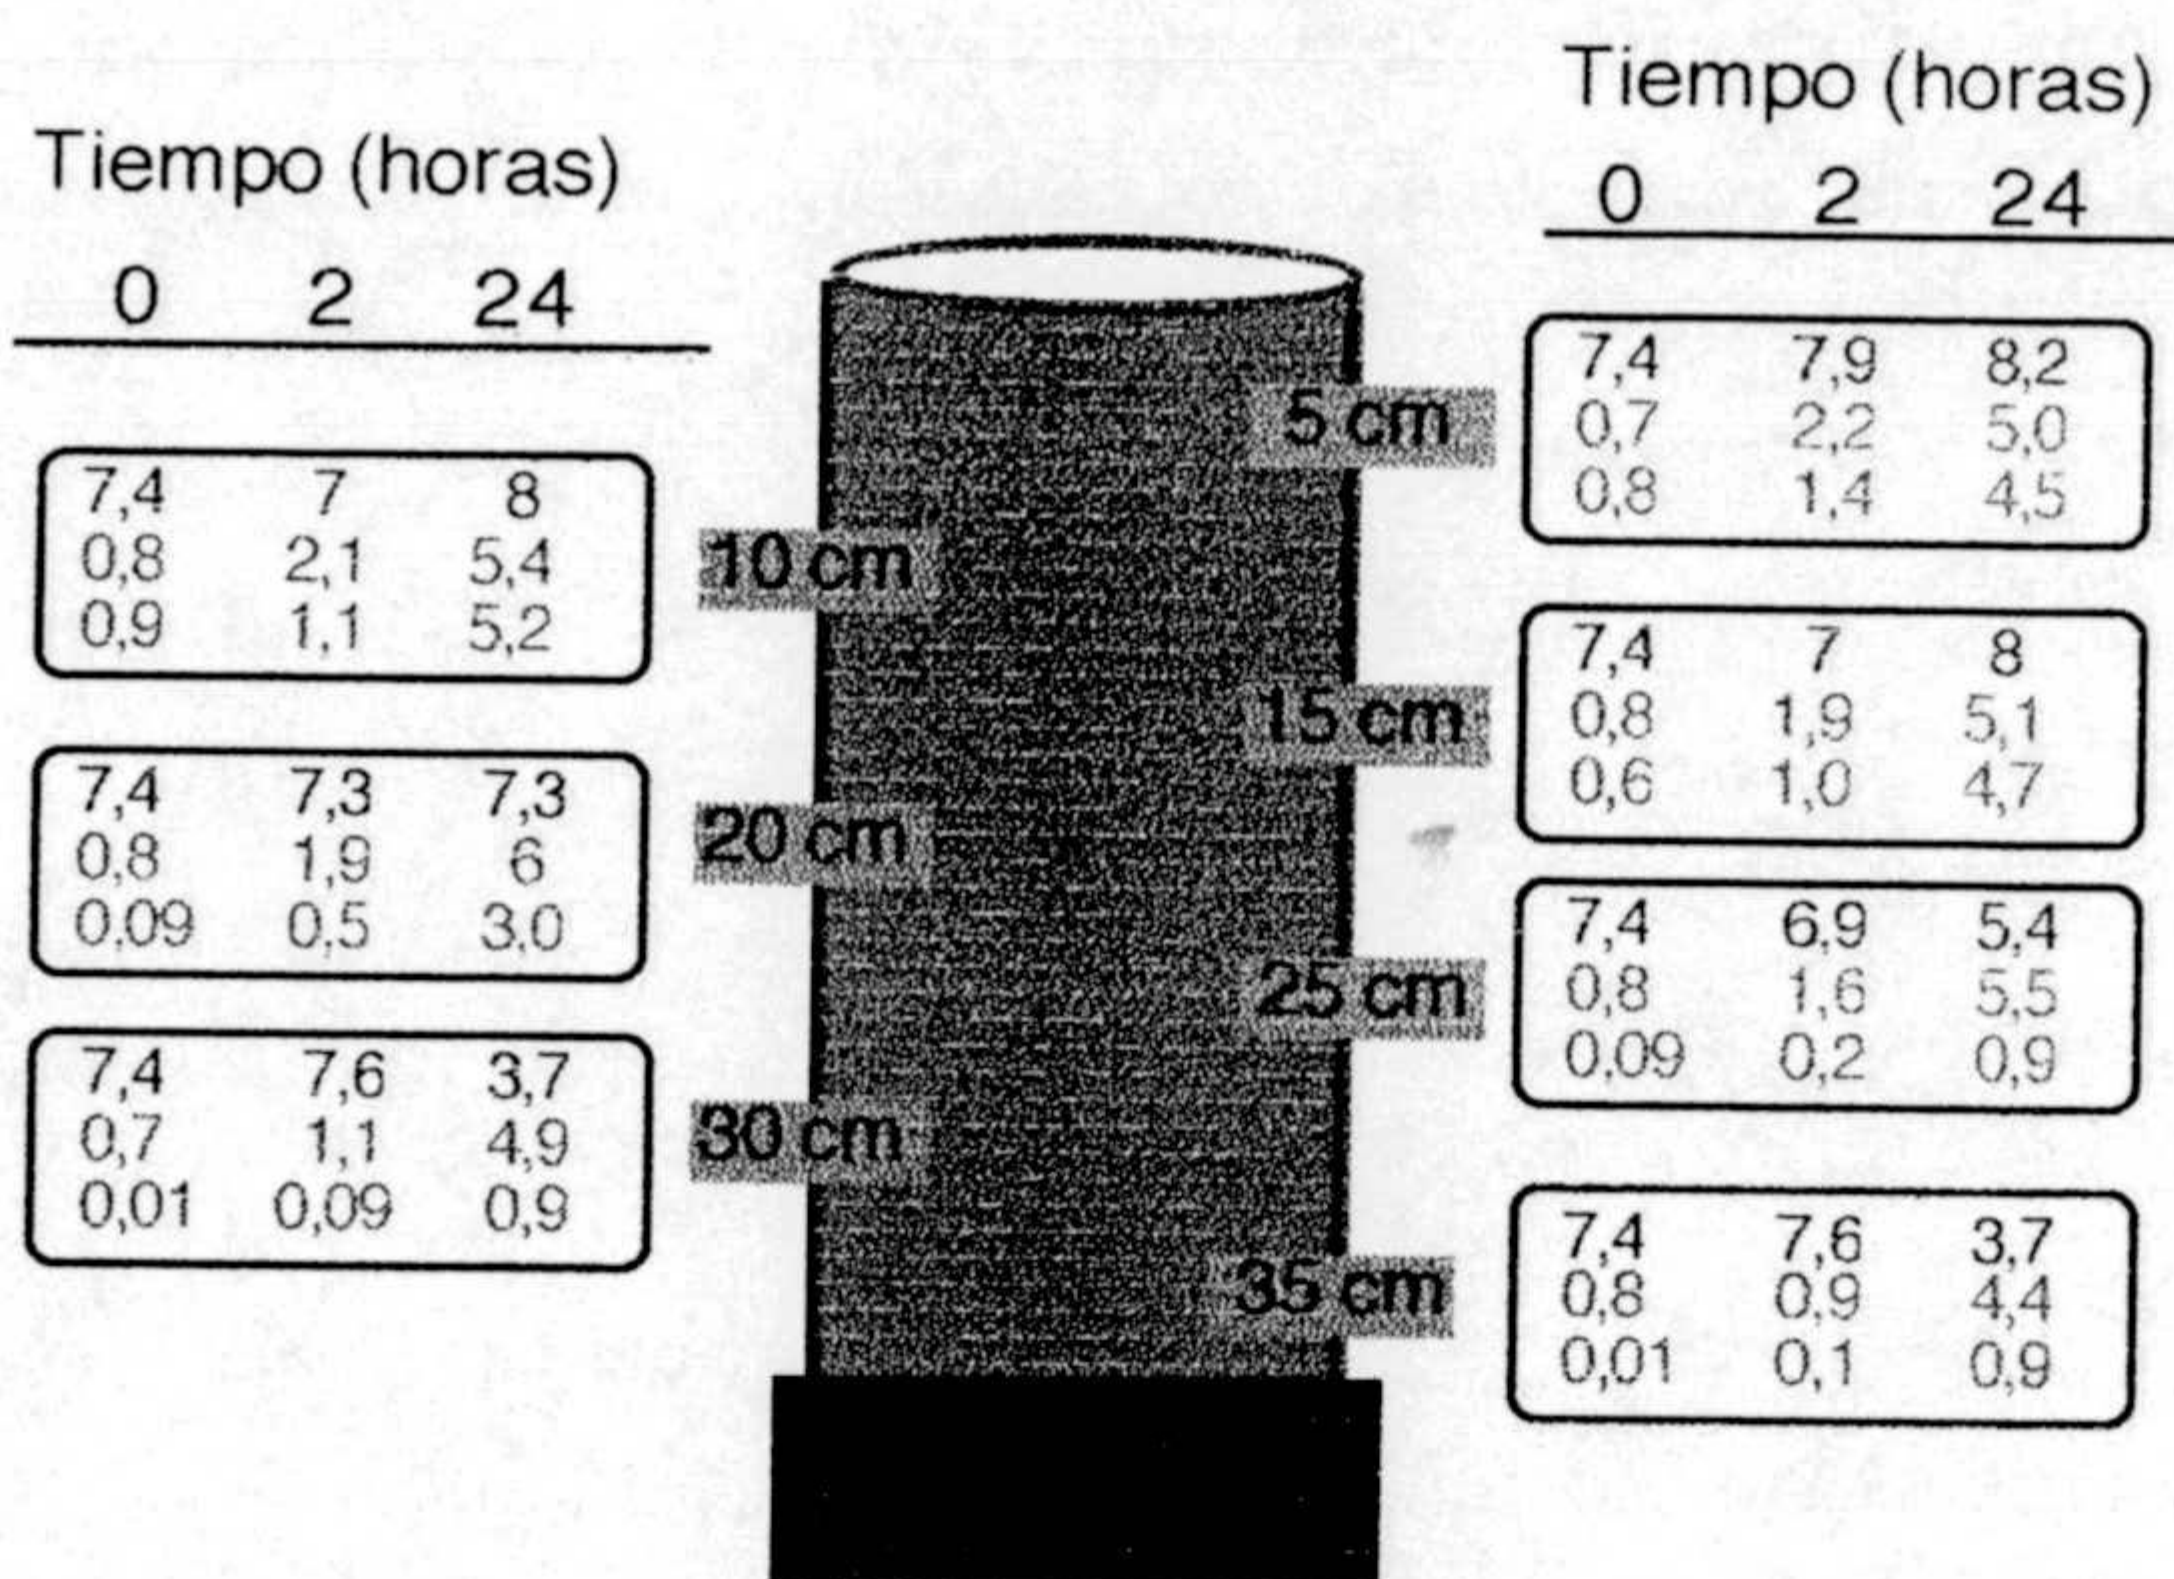 Tiempo (horas)
0 2 24
7,4 7 8
0,8 2,1 5,4
0,9 1,1 5,2
10 cm
7,4 7,3 7,3
0,8 1,9 6
0,09 0,5 3,0
20 cm
7,4 7,6 3,7
0,7 1,1 4,9
0,01 0,09 0,9
30 cm
Tiempo (horas)
0 2 24
5 cm
7,4 7,9 8,2
0,7 2,2 5,0
0,8 1,4 4,5
15 cm
7,4 7 8
0,8 1,9 5,1
0,6 1,0 4,7
25 cm
7,4 6,9 5,4
0,8 1,6 5,5
0,09 0,2 0,9
35 cm
7,4 7,6 3,7
0,8 0,9 4,4
0,01 0,1 0,9